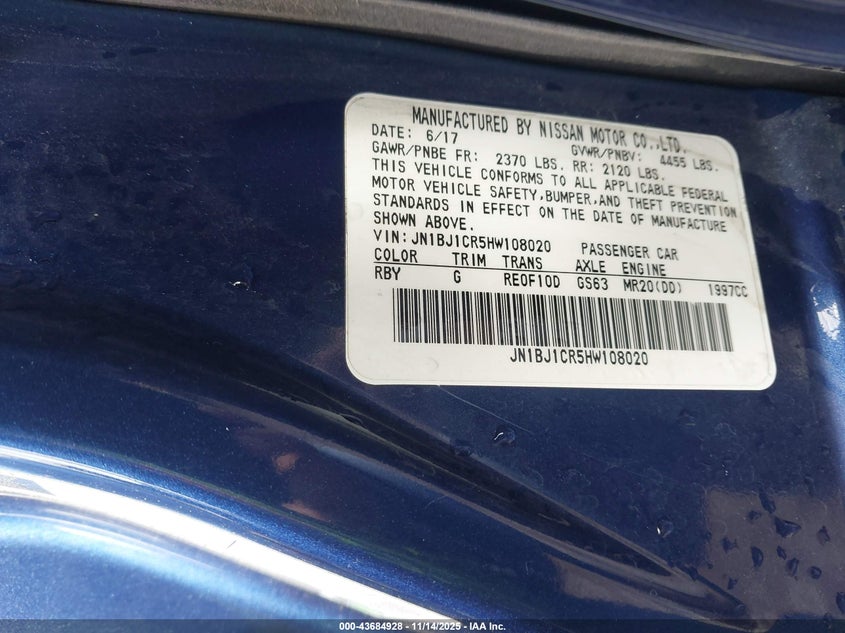 MANUFACTURED BY NISSAN MOTOR CO.,LTD.
DATE: 6/17 GVWR/PNBV: 4455 LBS.
GAWR/PNBE FR: 2370 LBS. RR: 2120 LBS.
THIS VEHICLE CONFORMS TO ALL APPLICABLE FEDERAL
MOTOR VEHICLE SAFETY,BUMPER,AND THEFT PREVENTION
STANDARDS IN EFFECT ON THE DATE OF MANUFACTURE
SHOWN ABOVE.
VIN:JN1BJ1CR5HW108020 PASSENGER CAR
COLOR TRIM TRANS AXLE ENGINE
RBY G RE0F10D GS63 MR20(DD) 1997CC
JN1BJ1CR5HW108020
000-43684928 - 11/14/2025 - IAA Inc.